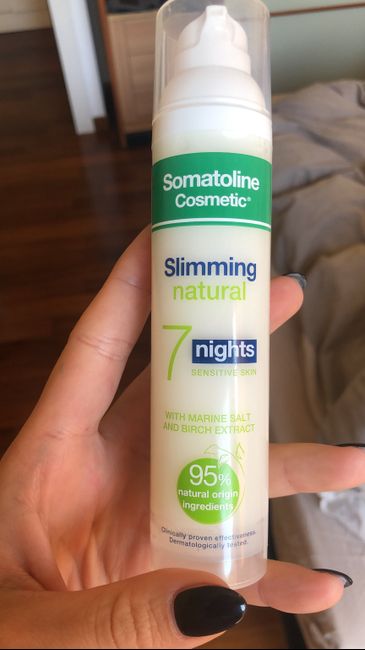 Somatoline
Cosmetic®
Slimming
natural
7 nights
SENSITIVE SKIN
WITH MARINE SALT
AND BIRCH EXTRACT
95%
natural origin
ingredients
Clinically proven effectiveness.
Dermatologically tested.